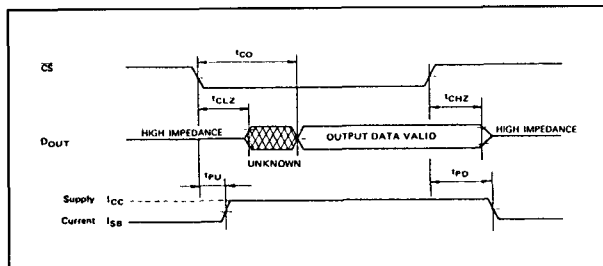 tCO
CS
tCLZ
tCHZ
HIGH IMPEDANCE
OUTPUT DATA VALID
HIGH IMPEDANCE
DOUT
UNKNOWN
tPU
tPD
Supply ICC
Current ISB